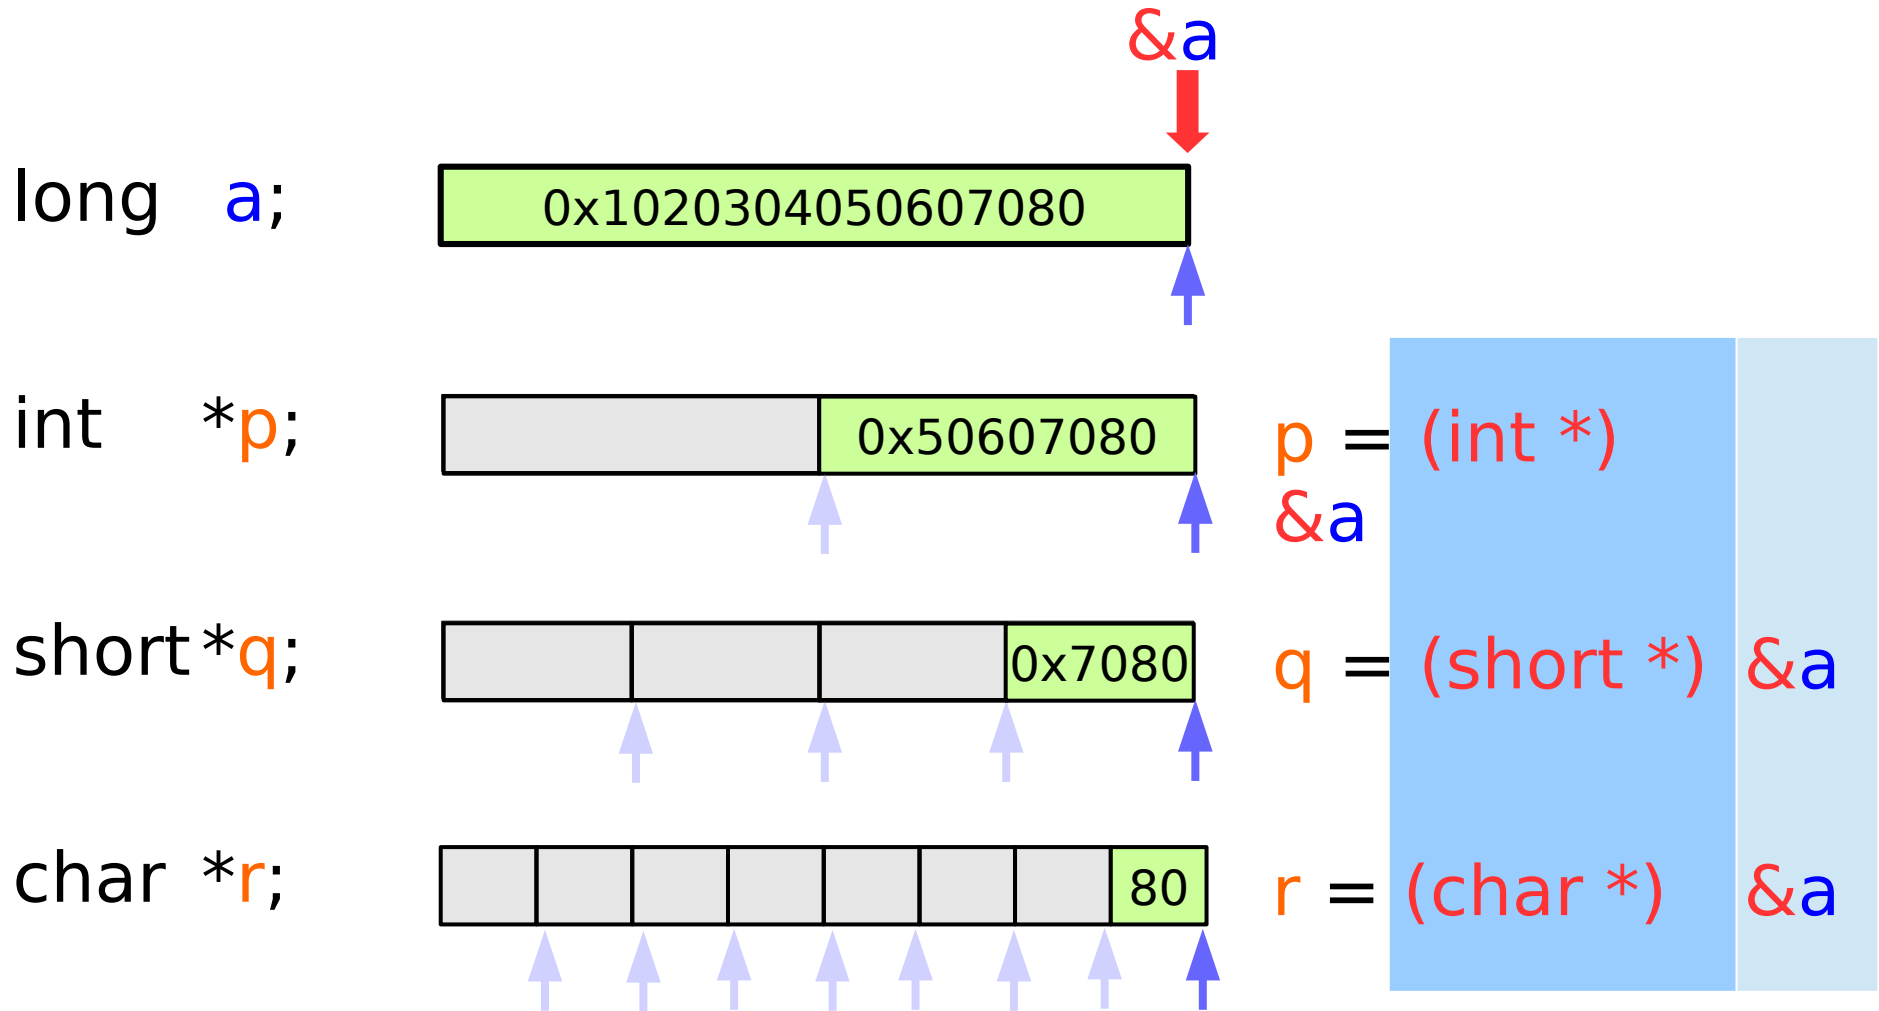 &a
long a; 0x1020304050607080
int *p; 0x50607080 p = (int *)
&a
short *q; 0x7080 q = (short *) &a
char *r; 80 r = (char *) &a